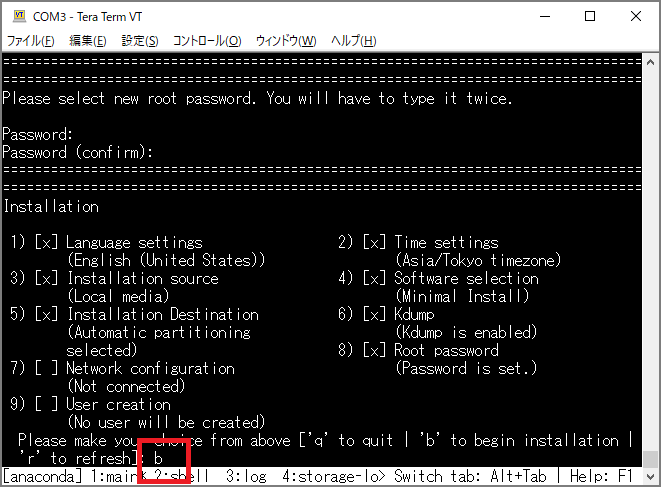 COM3 - Tera Term VT
ファイル(F) 編集(E) 設定(S) コントロール(O) ウィンドウ(W) ヘルプ(H)
================================================================================
================================================================================
Please select new root password. You will have to type it twice.
Password:
Password (confirm):
================================================================================
================================================================================
Installation
1) [x] Language settings 2) [x] Time settings
(English (United States)) (Asia/Tokyo timezone)
3) [x] Installation source 4) [x] Software selection
(Local media) (Minimal Install)
5) [x] Installation Destination 6) [x] Kdump
(Automatic partitioning (Kdump is enabled)
selected) 8) [x] Root password
7) [ ] Network configuration (Password is set.)
(Not connected)
9) [ ] User creation
(No user will be created)
Please make your choice from above ['q' to quit | 'b' to begin installation |
'r' to refresh]: b
[anaconda] 1:main* 2:shell 3:log 4:storage-lo> Switch tab: Alt+Tab | Help: F1